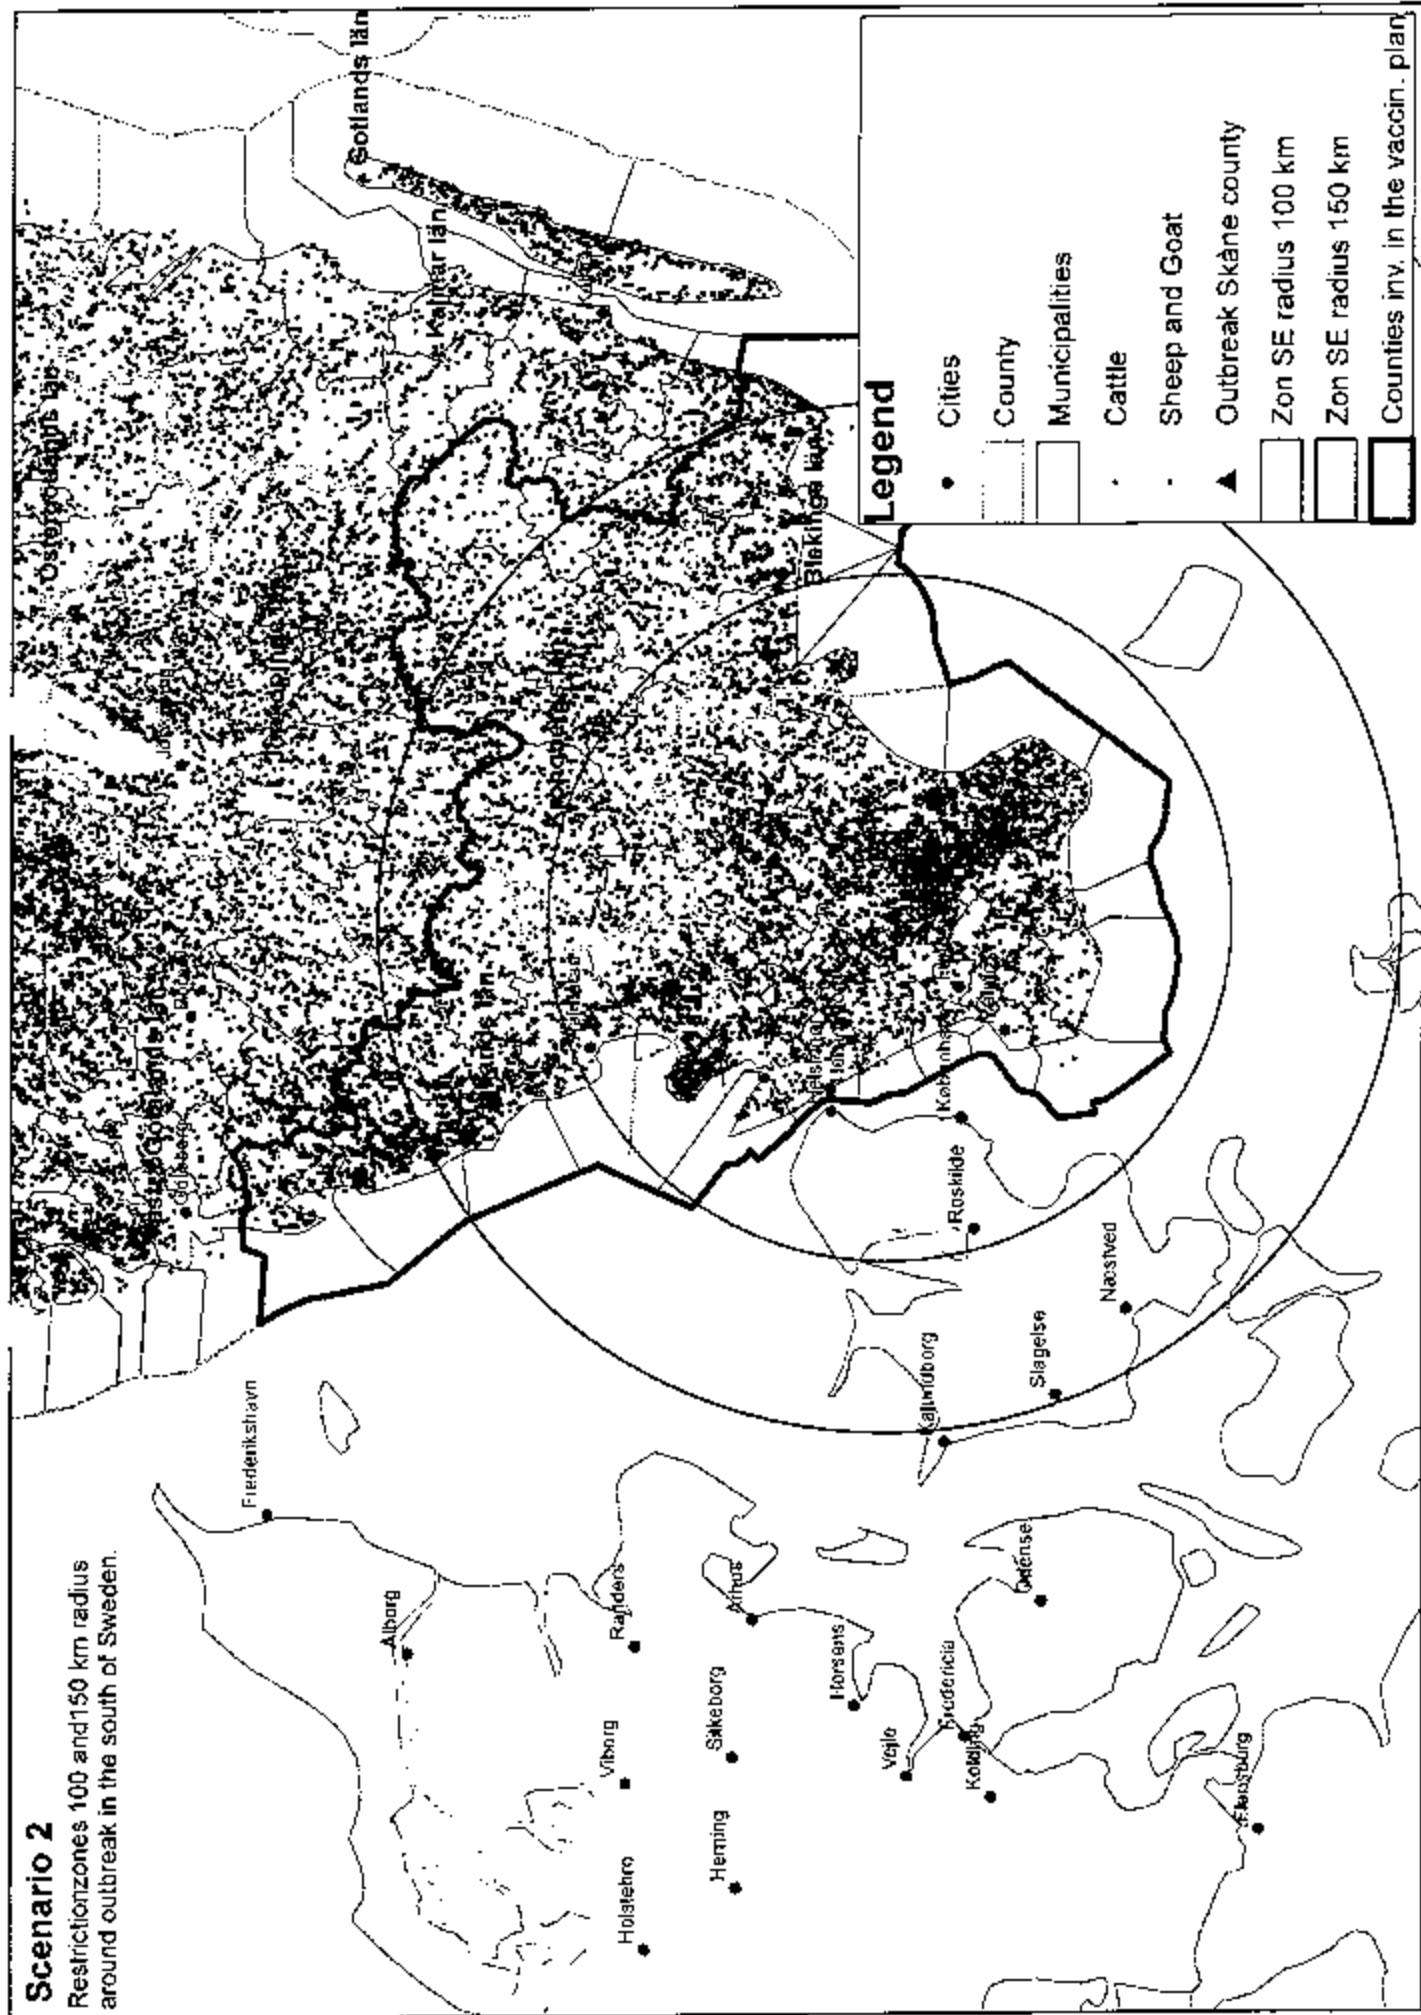 Scenario 2
Restrictionzones 100 and150 km radius
around outbreak in the south of Sweden.
Frederikshavn
Ålborg
Holstebro
Viborg
Randers
Herning
Silkeborg
Århus
Horsens
Vejle
Fredericia
Kolding
Odense
Flensburg
Kalundborg
Slagelse
Næstved
Roskilde
København
Östergötlands län
Gotlands län
Kalmar län
Blekinge län
Legend
Cities
County
Municipalities
Cattle
Sheep and Goat
Outbreak Skåne county
Zon SE radius 100 km
Zon SE radius 150 km
Counties inv. in the vaccin. plan